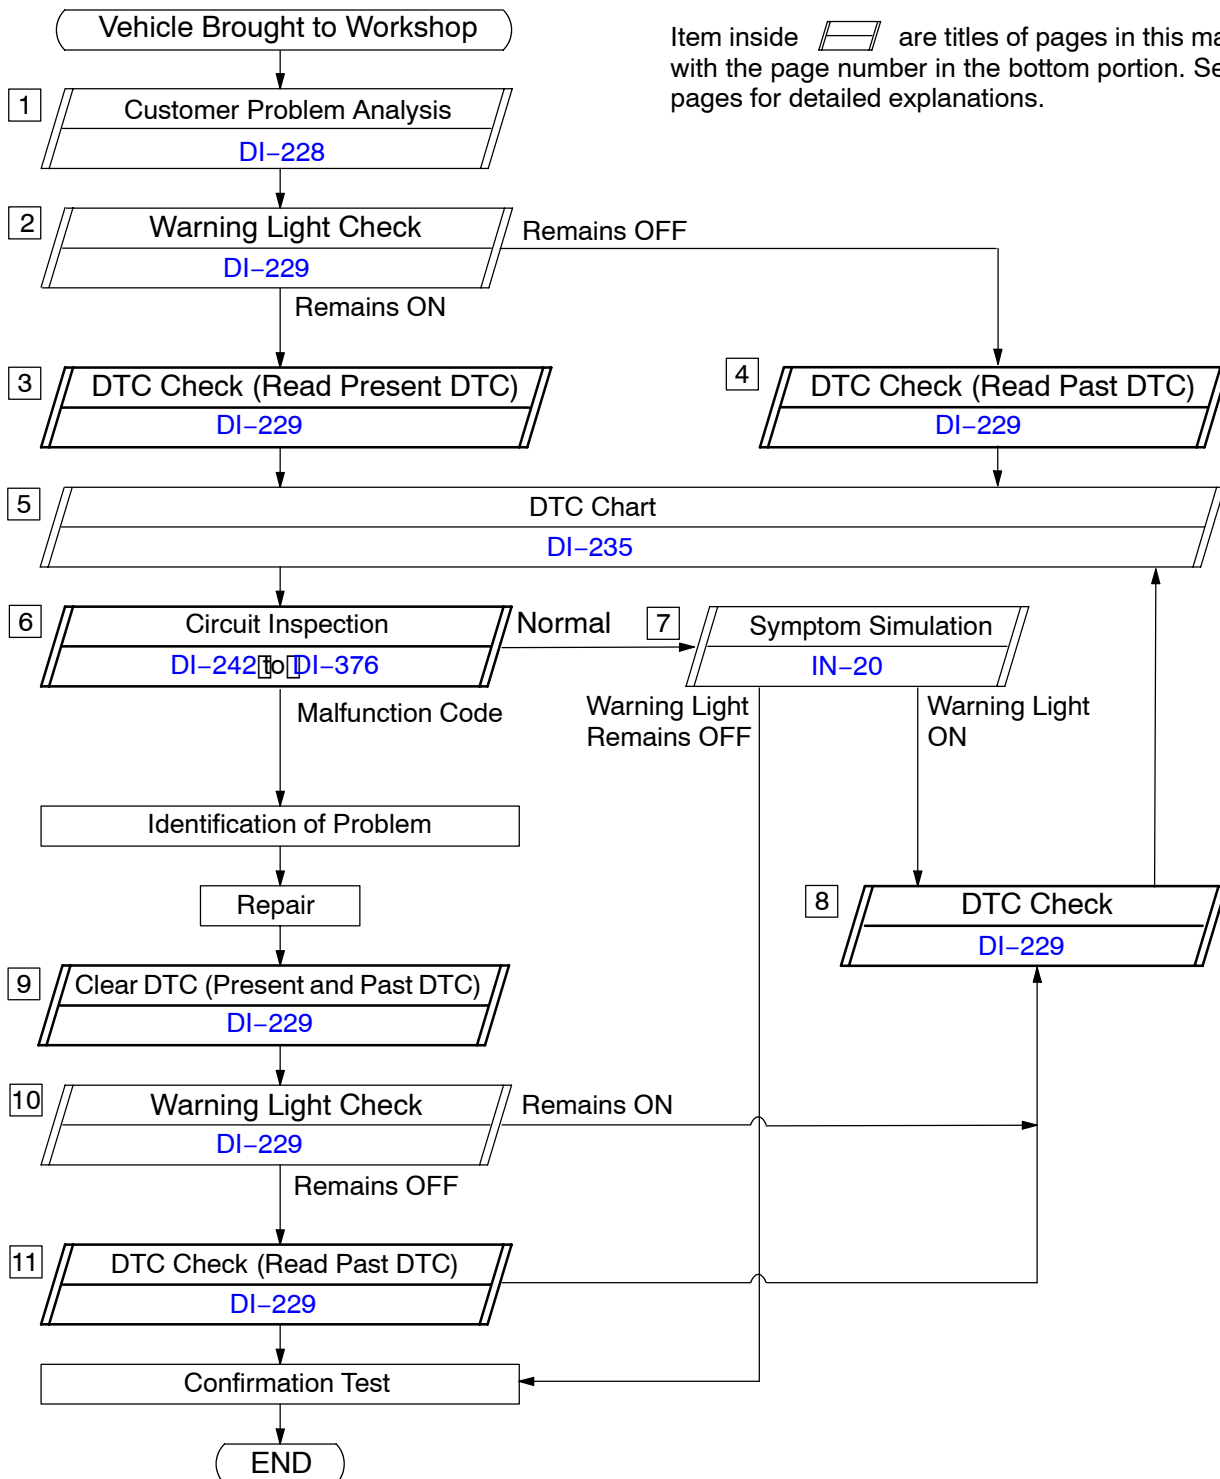 Vehicle Brought to Workshop
Item inside are titles of pages in this
with the page number in the bottom portion.
pages for detailed explanations.
1
Customer Problem Analysis
DI–228
2
Warning Light Check
DI–229
Remains OFF
Remains ON
3
DTC Check (Read Present DTC)
DI–229
4
DTC Check (Read Past DTC)
DI–229
5
DTC Chart
DI–235
6
Circuit Inspection
DI–242 to DI–376
Normal
7
Symptom Simulation
IN–20
Malfunction Code
Warning Light
Remains OFF
Warning Light
ON
Identification of Problem
Repair
8
DTC Check
DI–229
9
Clear DTC (Present and Past DTC)
DI–229
10
Warning Light Check
DI–229
Remains ON
Remains OFF
11
DTC Check (Read Past DTC)
DI–229
Confirmation Test
END